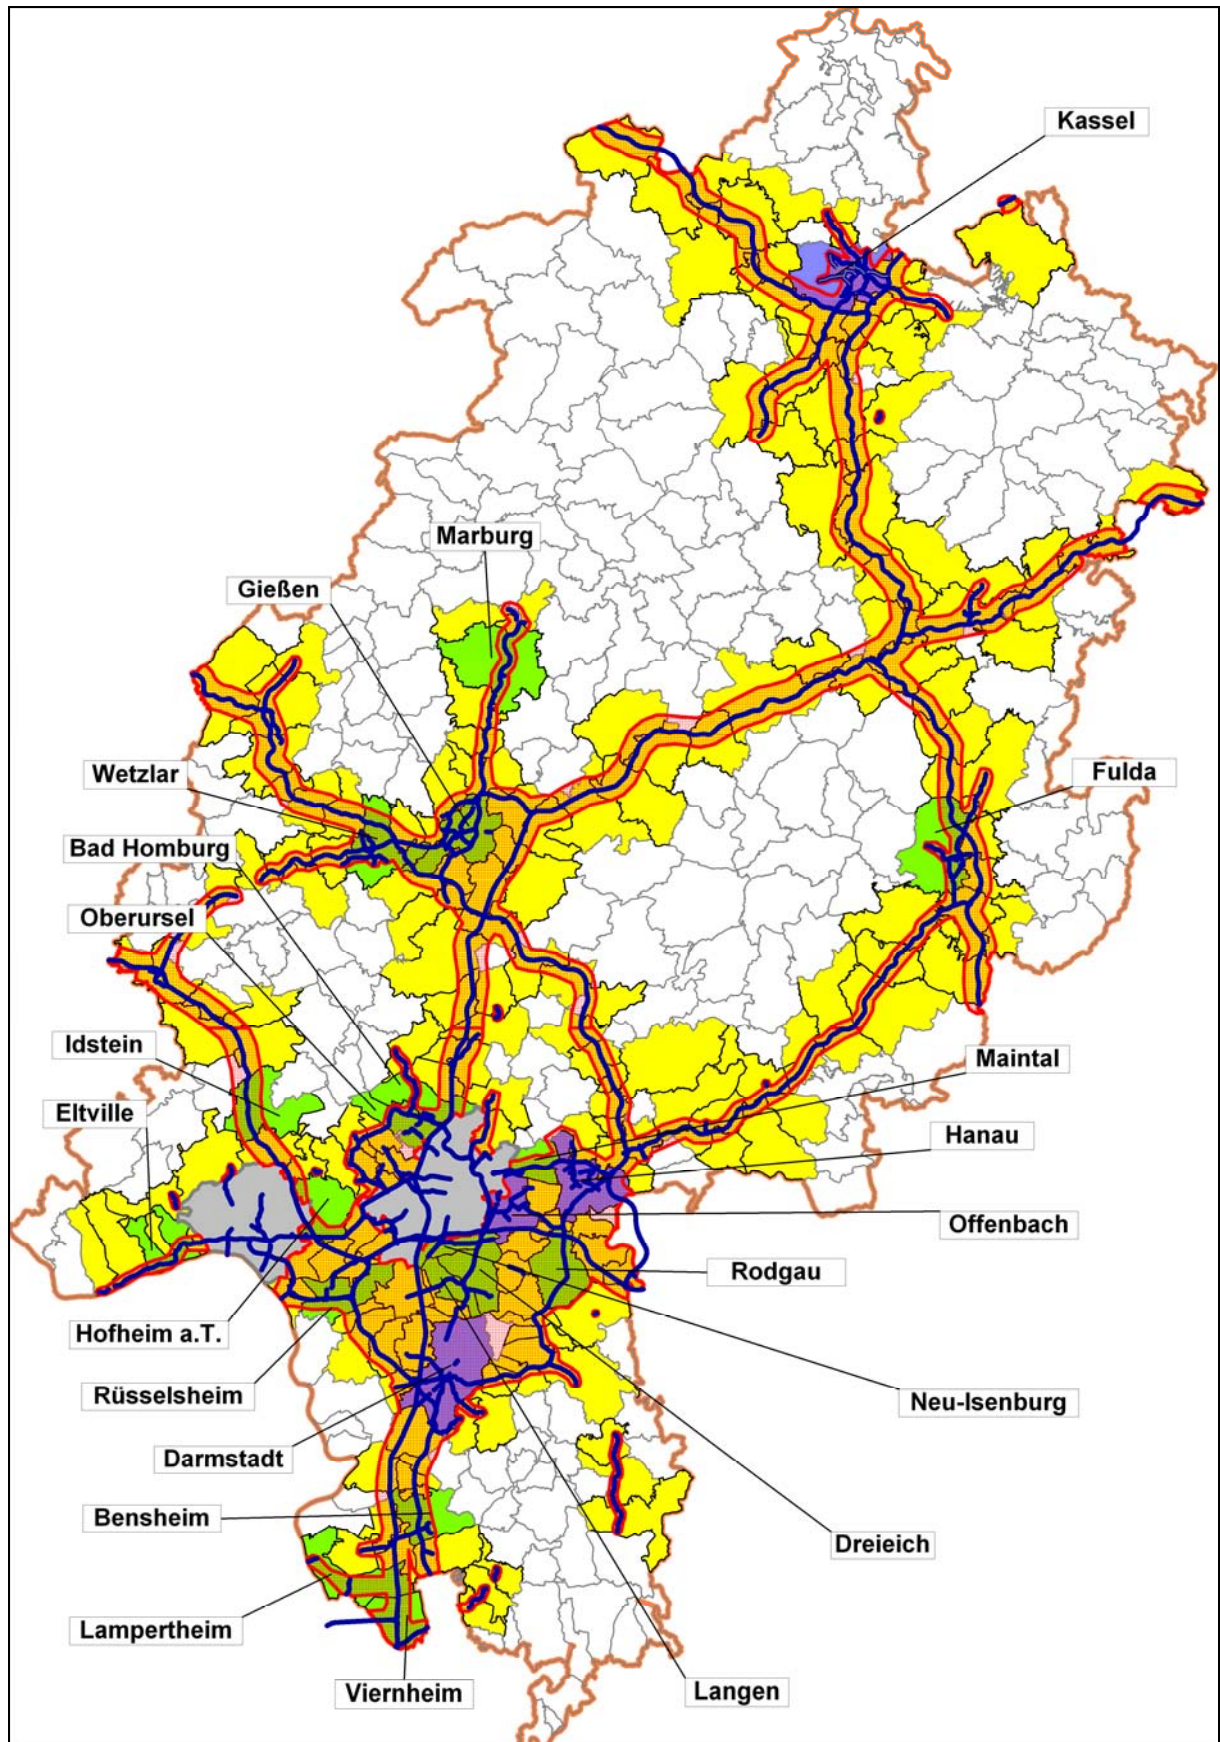 Kassel
Marburg
Gießen
Wetzlar
Fulda
Bad Homburg
Oberursel
Idstein
Maintal
Eltville
Hanau
Offenbach
Rodgau
Hofheim a.T.
Rüsselsheim
Neu-Isenburg
Darmstadt
Bensheim
Dreieich
Lampertheim
Viernheim
Langen